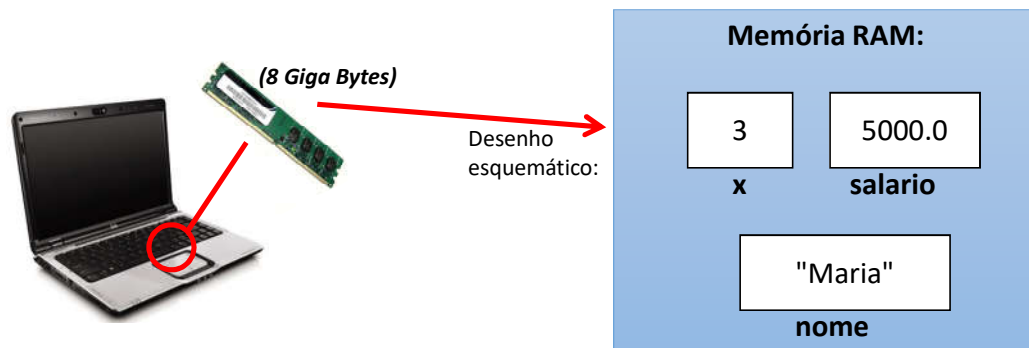 (8 Giga Bytes)
Desenho
esquemático:
Memória RAM:
3
5000.0
x
salario
"Maria"
nome